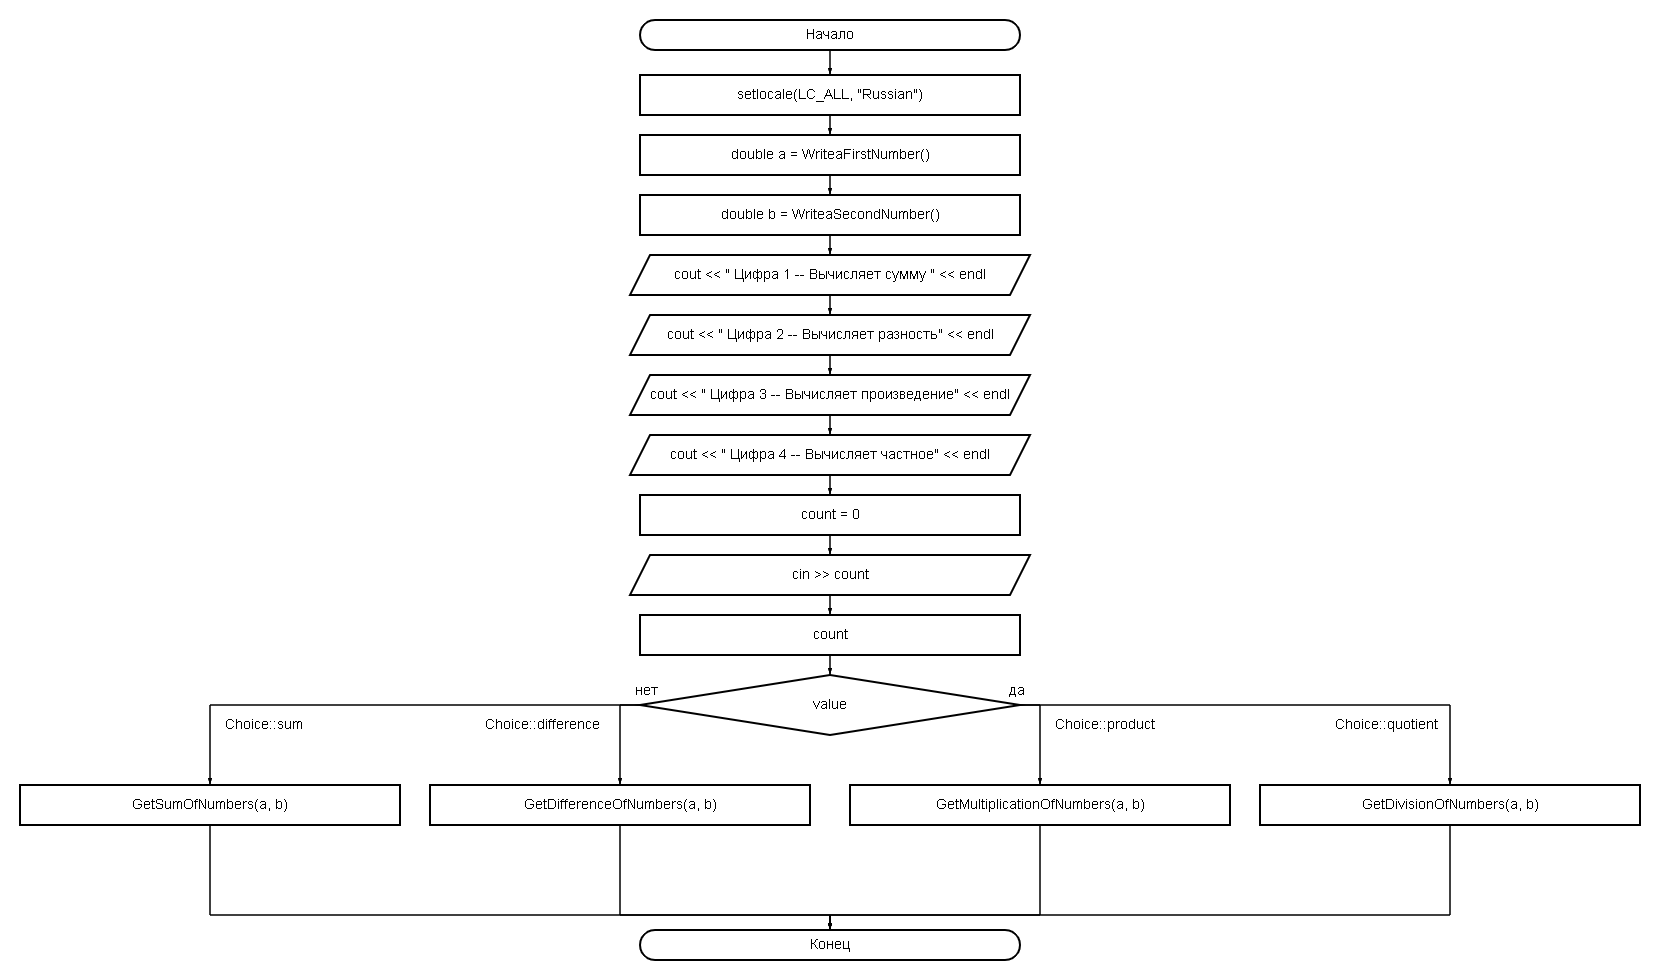 Начало
setlocale(LC_ALL, "Russian")
double a = WriteaFirstNumber()
double b = WriteaSecondNumber()
cout << " Цифра 1 -- Вычисляет сумму " << endl
cout << " Цифра 2 -- Вычисляет разность" << endl
cout << " Цифра 3 -- Вычисляет произведение" << endl
cout << " Цифра 4 -- Вычисляет частное" << endl
count = 0
cin >> count
count
нет
да
value
Choice::sum
Choice::difference
Choice::product
Choice::quotient
GetSumOfNumbers(a, b)
GetDifferenceOfNumbers(a, b)
GetMultiplicationOfNumbers(a, b)
GetDivisionOfNumbers(a, b)
Конец